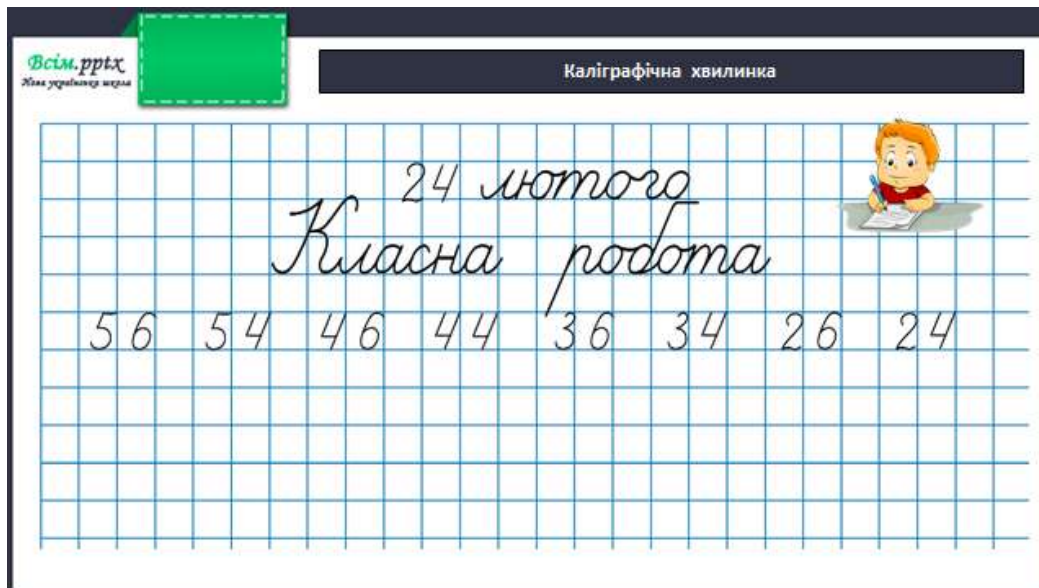 Всім.pptx
Нова українська школа
Каліграфічна хвилинка
24 лютого
Класна робота
56 54 46 44 36 34 26 24